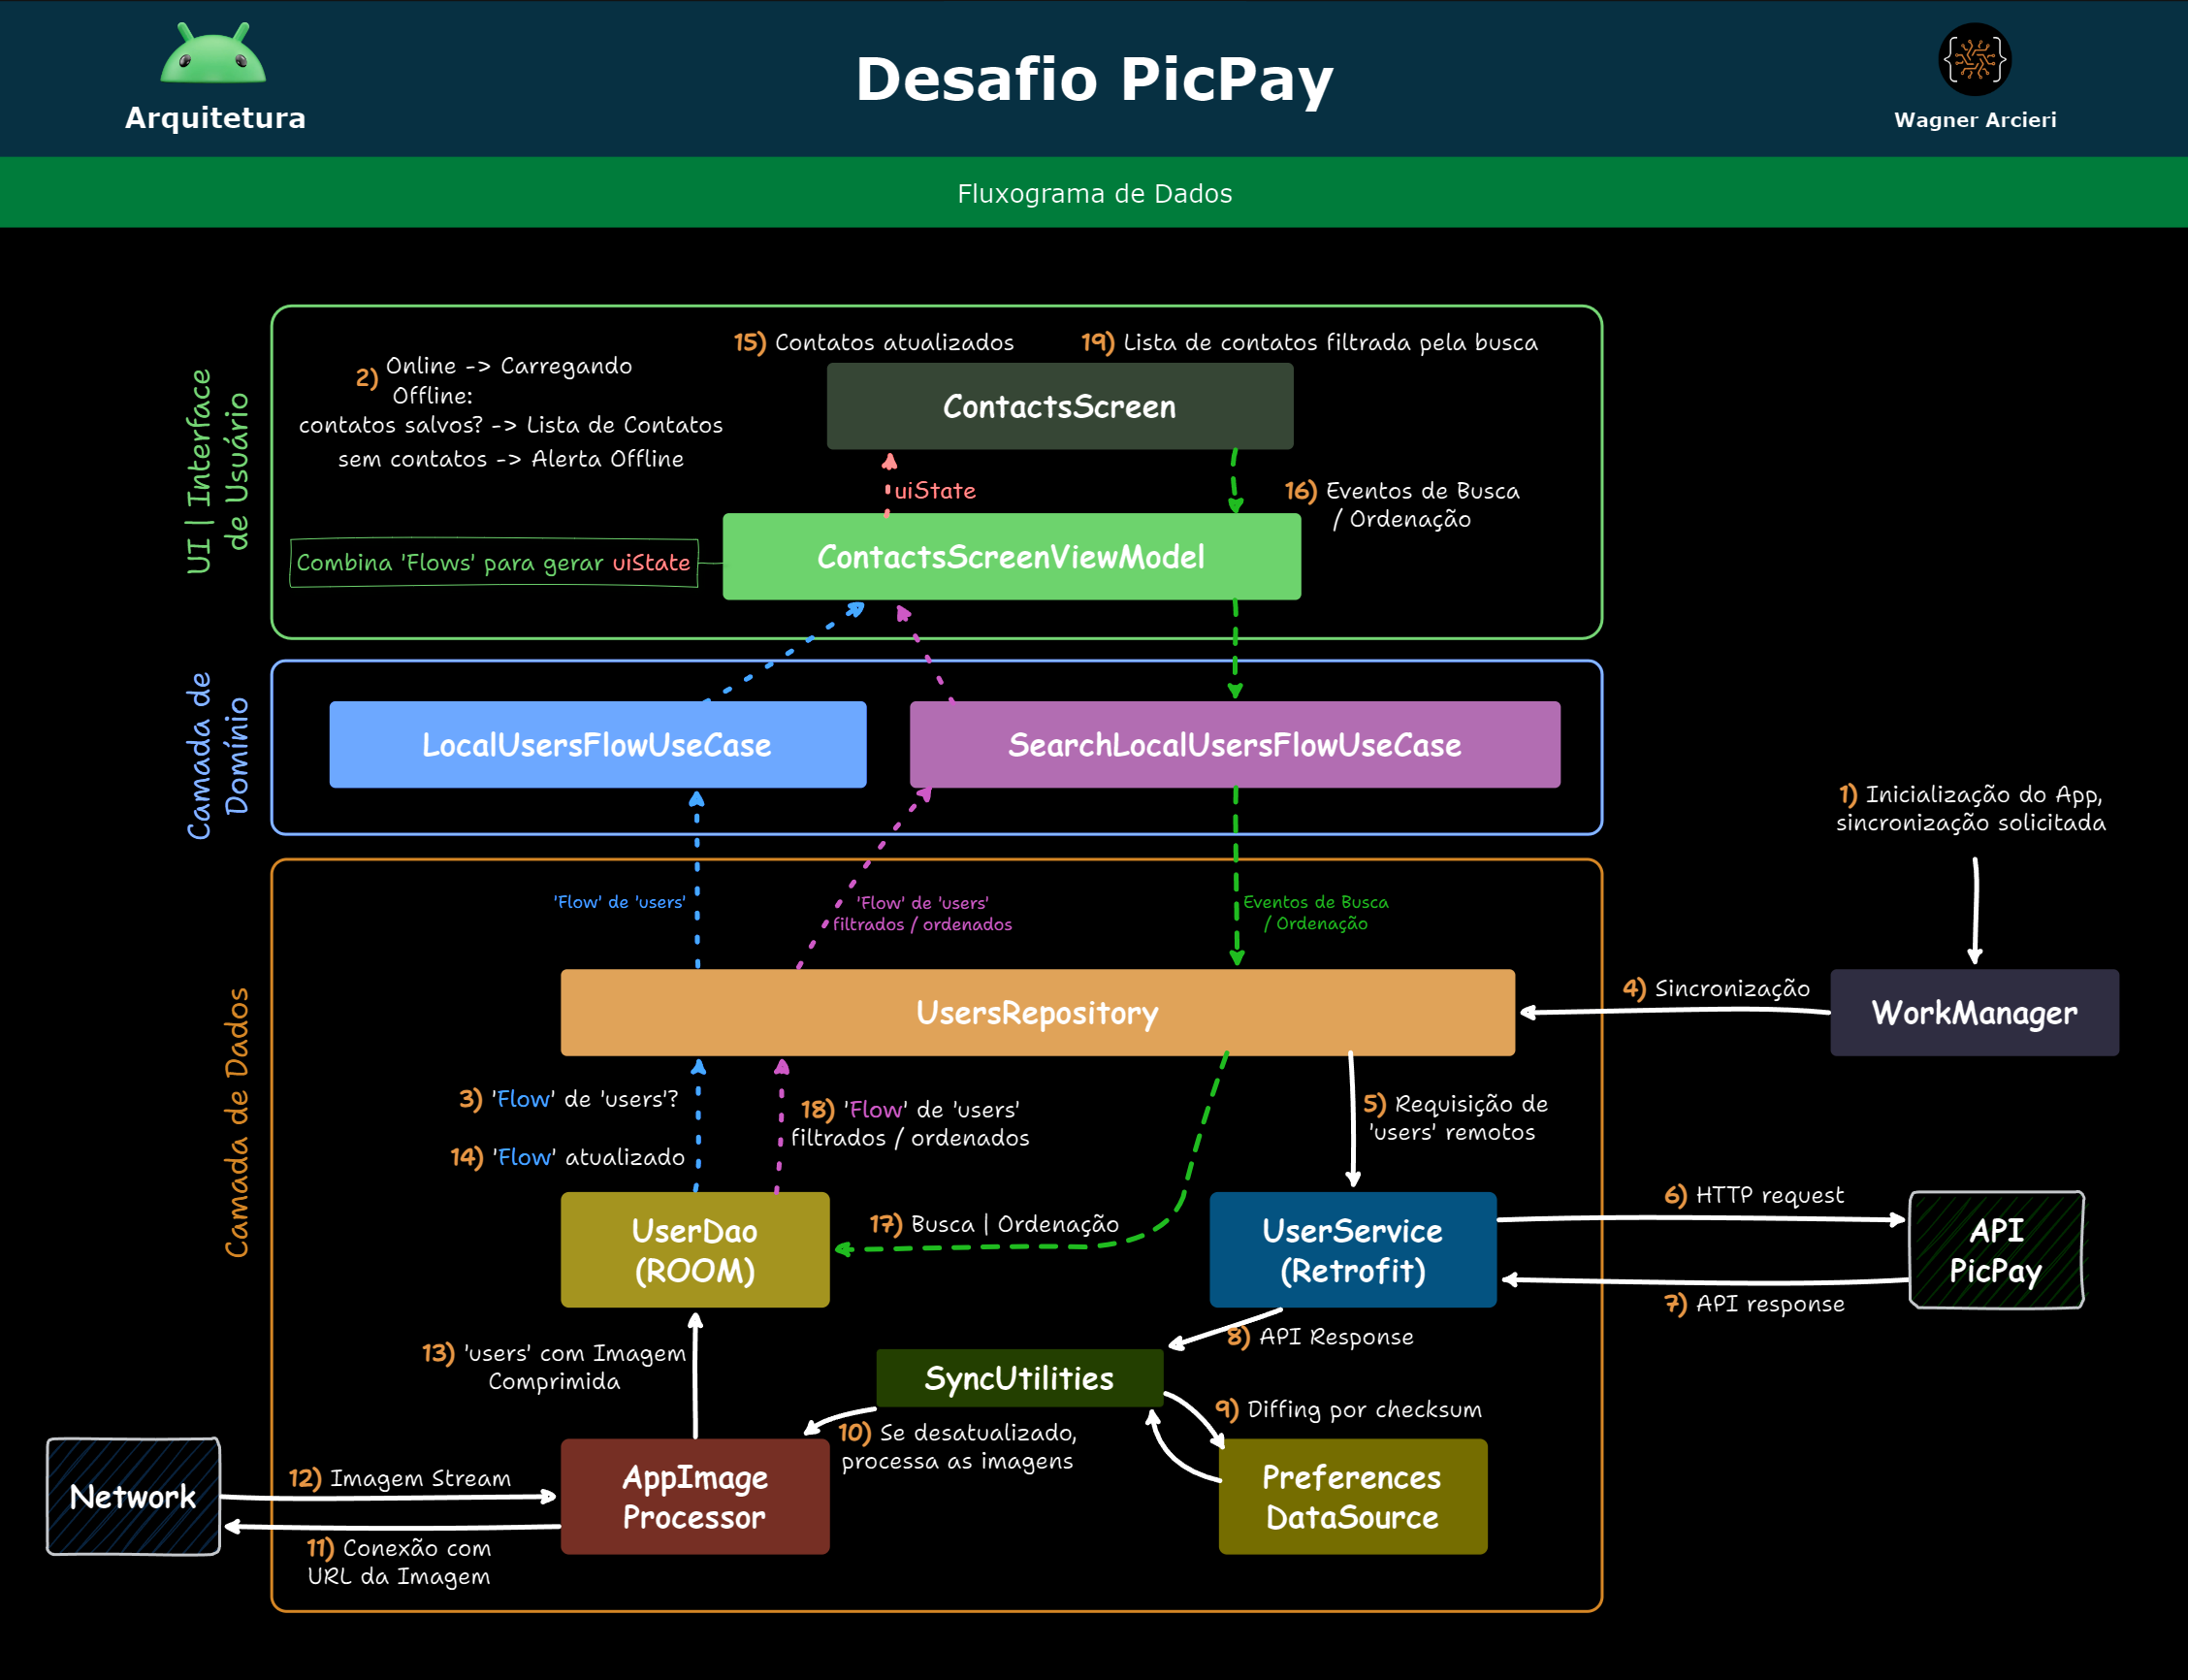 Arquitetura
Desafio PicPay
Wagner Arcieri
Fluxograma de Dados
UI | Interface
de Usuário
2) Online -> Carregando
Offline:
contatos salvos? -> Lista de Contatos
sem contatos -> Alerta Offline
15) Contatos atualizados
19) Lista de contatos filtrada pela busca
ContactsScreen
uiState
16) Eventos de Busca
/ Ordenação
Combina 'Flows' para gerar uiState
ContactsScreenViewModel
Camada de
Domínio
LocalUsersFlowUseCase
SearchLocalUsersFlowUseCase
1) Inicialização do App,
sincronização solicitada
Camada de Dados
'Flow' de 'users'
'Flow' de 'users'
filtrados / ordenados
Eventos de Busca
/ Ordenação
UsersRepository
4) Sincronização
WorkManager
3) 'Flow' de 'users'?
14) 'Flow' atualizado
18) 'Flow' de 'users'
filtrados / ordenados
5) Requisição de
'users' remotos
UserDao
(ROOM)
17) Busca | Ordenação
UserService
(Retrofit)
6) HTTP request
7) API response
API
PicPay
13) 'users' com Imagem
Comprimida
8) API Response
SyncUtilities
9) Diffing por checksum
10) Se desatualizado,
processa as imagens
Network
12) Imagem Stream
11) Conexão com
URL da Imagem
AppImage
Processor
Preferences
DataSource